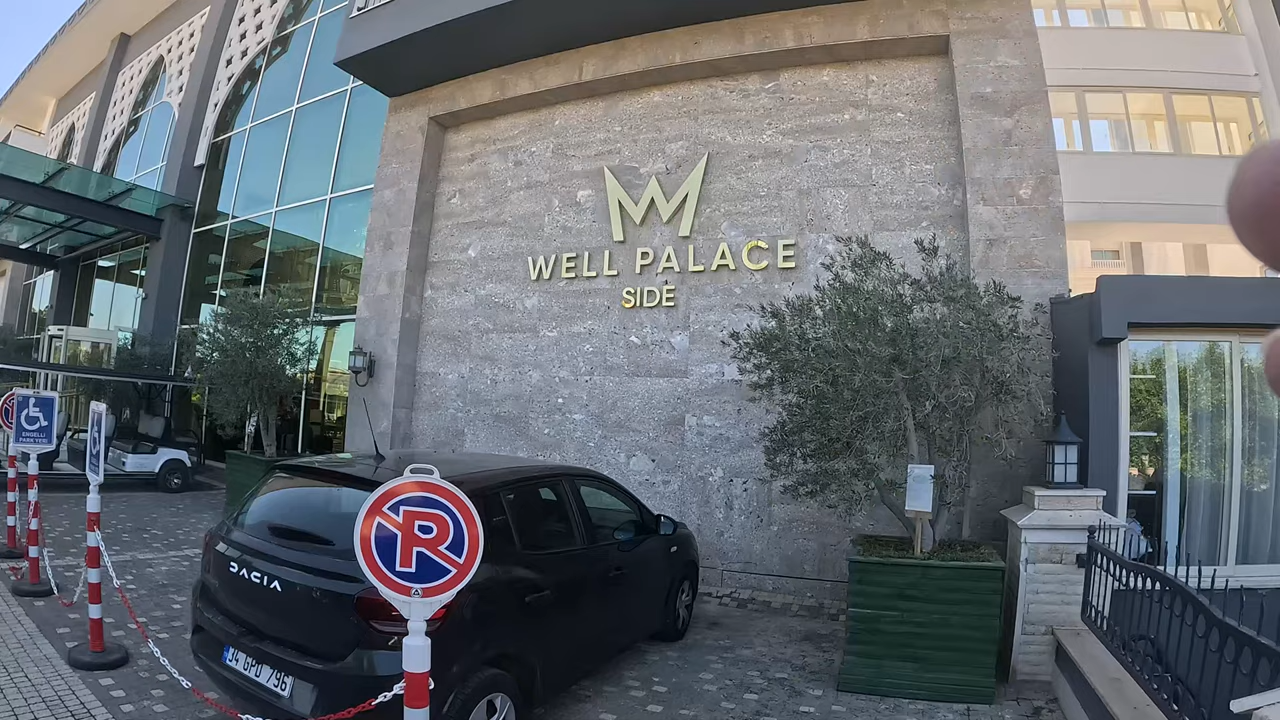 WELL PALACE
SIDE
ENGELLİ
PARK YERİ
P
DACIA
34 GPD 796